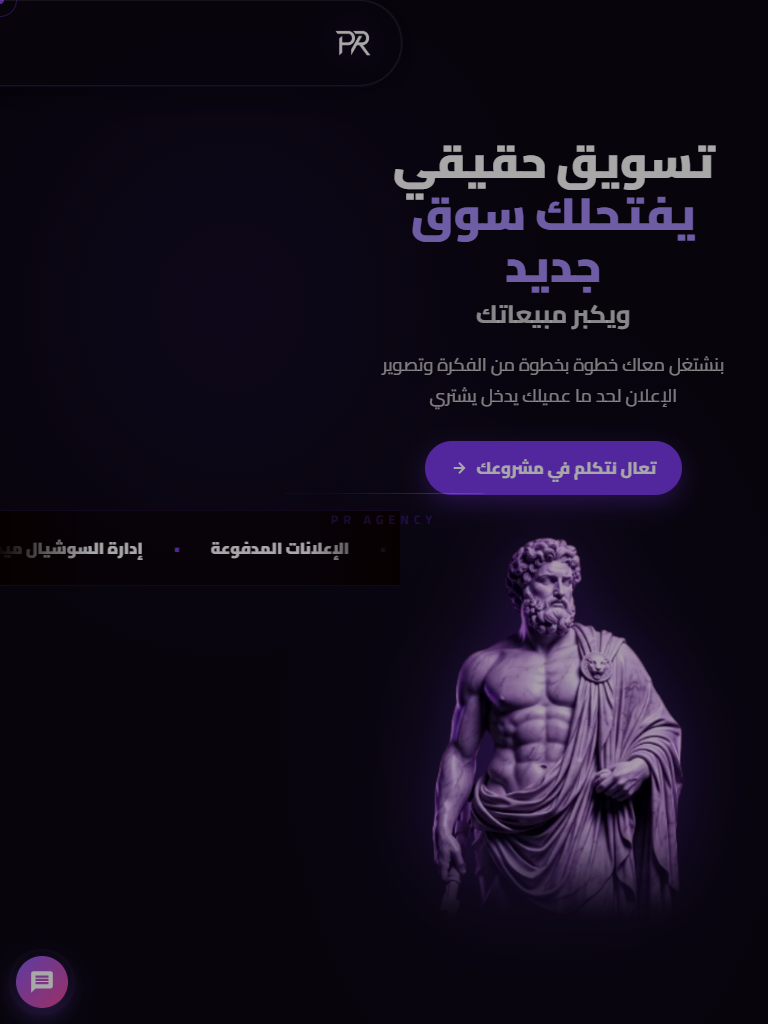 PR
تسويق حقيقي
يفتحلك سوق
جديد
ويكبر مبيعاتك
بنشتغل معاك خطوة بخطوة من الفكرة وتصوير
الإعلان لحد ما عميلك يدخل يشتري
تعال نتكلم في مشروعك ←
PR AGENCY
الإعلانات المدفوعة • إدارة السوشيال